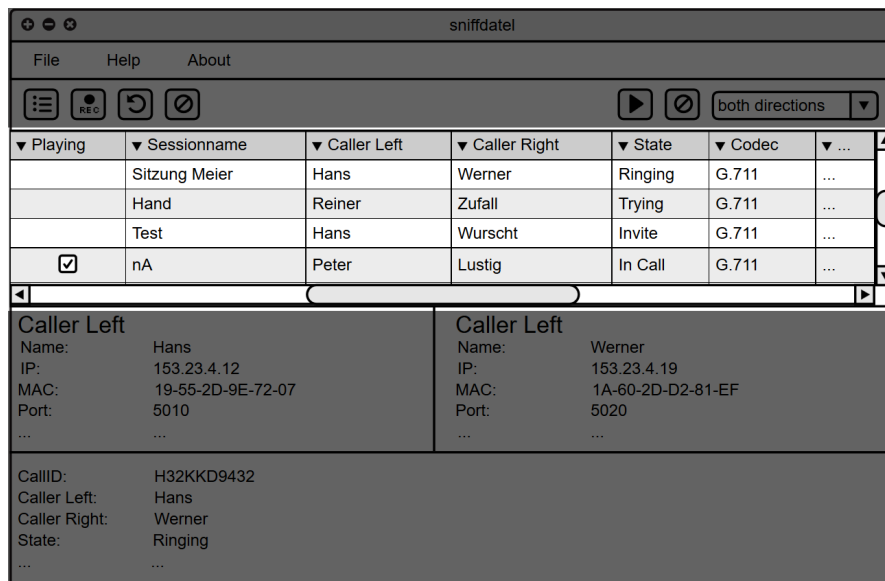 sniffdatel
File Help About
REC both directions
Playing Sessionname Caller Left Caller Right State Codec ...
Sitzung Meier Hans Werner Ringing G.711 ...
Hand Reiner Zufall Trying G.711 ...
Test Hans Wurscht Invite G.711 ...
nA Peter Lustig In Call G.711 ...
Caller Left
Name: Hans
IP: 153.23.4.12
MAC: 19-55-2D-9E-72-07
Port: 5010
... ...
Caller Left
Name: Werner
IP: 153.23.4.19
MAC: 1A-60-2D-D2-81-EF
Port: 5020
... ...
CallID: H32KKD9432
Caller Left: Hans
Caller Right: Werner
State: Ringing
... ...